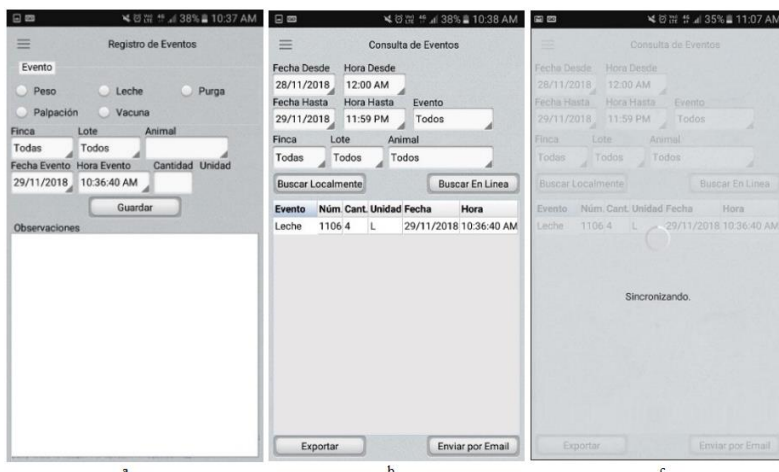 38% 10:37 AM
Registro de Eventos
Evento
Peso Leche Purga
Palpación Vacuna
Finca Lote Animal
Todas Todos
Fecha Evento Hora Evento Cantidad Unidad
29/11/2018 10:36:40 AM
Guardar
Observaciones
a
38% 10:38 AM
Consulta de Eventos
Fecha Desde Hora Desde
28/11/2018 12:00 AM
Fecha Hasta Hora Hasta Evento
29/11/2018 11:59 PM Todos
Finca Lote Animal
Todas Todos Todos
Buscar Localmente Buscar En Linea
Evento Núm Cant. Unidad Fecha Hora
Leche 1106 4 L 29/11/2018 10:36:40 AM
Exportar Enviar por Email
b
35% 11:07 AM
Consulta de Eventos
Fecha Desde Hora Desde
28/11/2018 12:00 AM
Fecha Hasta Hora Hasta Evento
29/11/2018 11:59 PM Todos
Finca Lote Animal
Todas Todos Todos
Buscar Localmente Buscar En Linea
Evento Núm Cant. Unidad Fecha Hora
Leche 1106 4 L 29/11/2018 10:36:40 AM
Sincronizando.
Exportar Enviar por Email
c